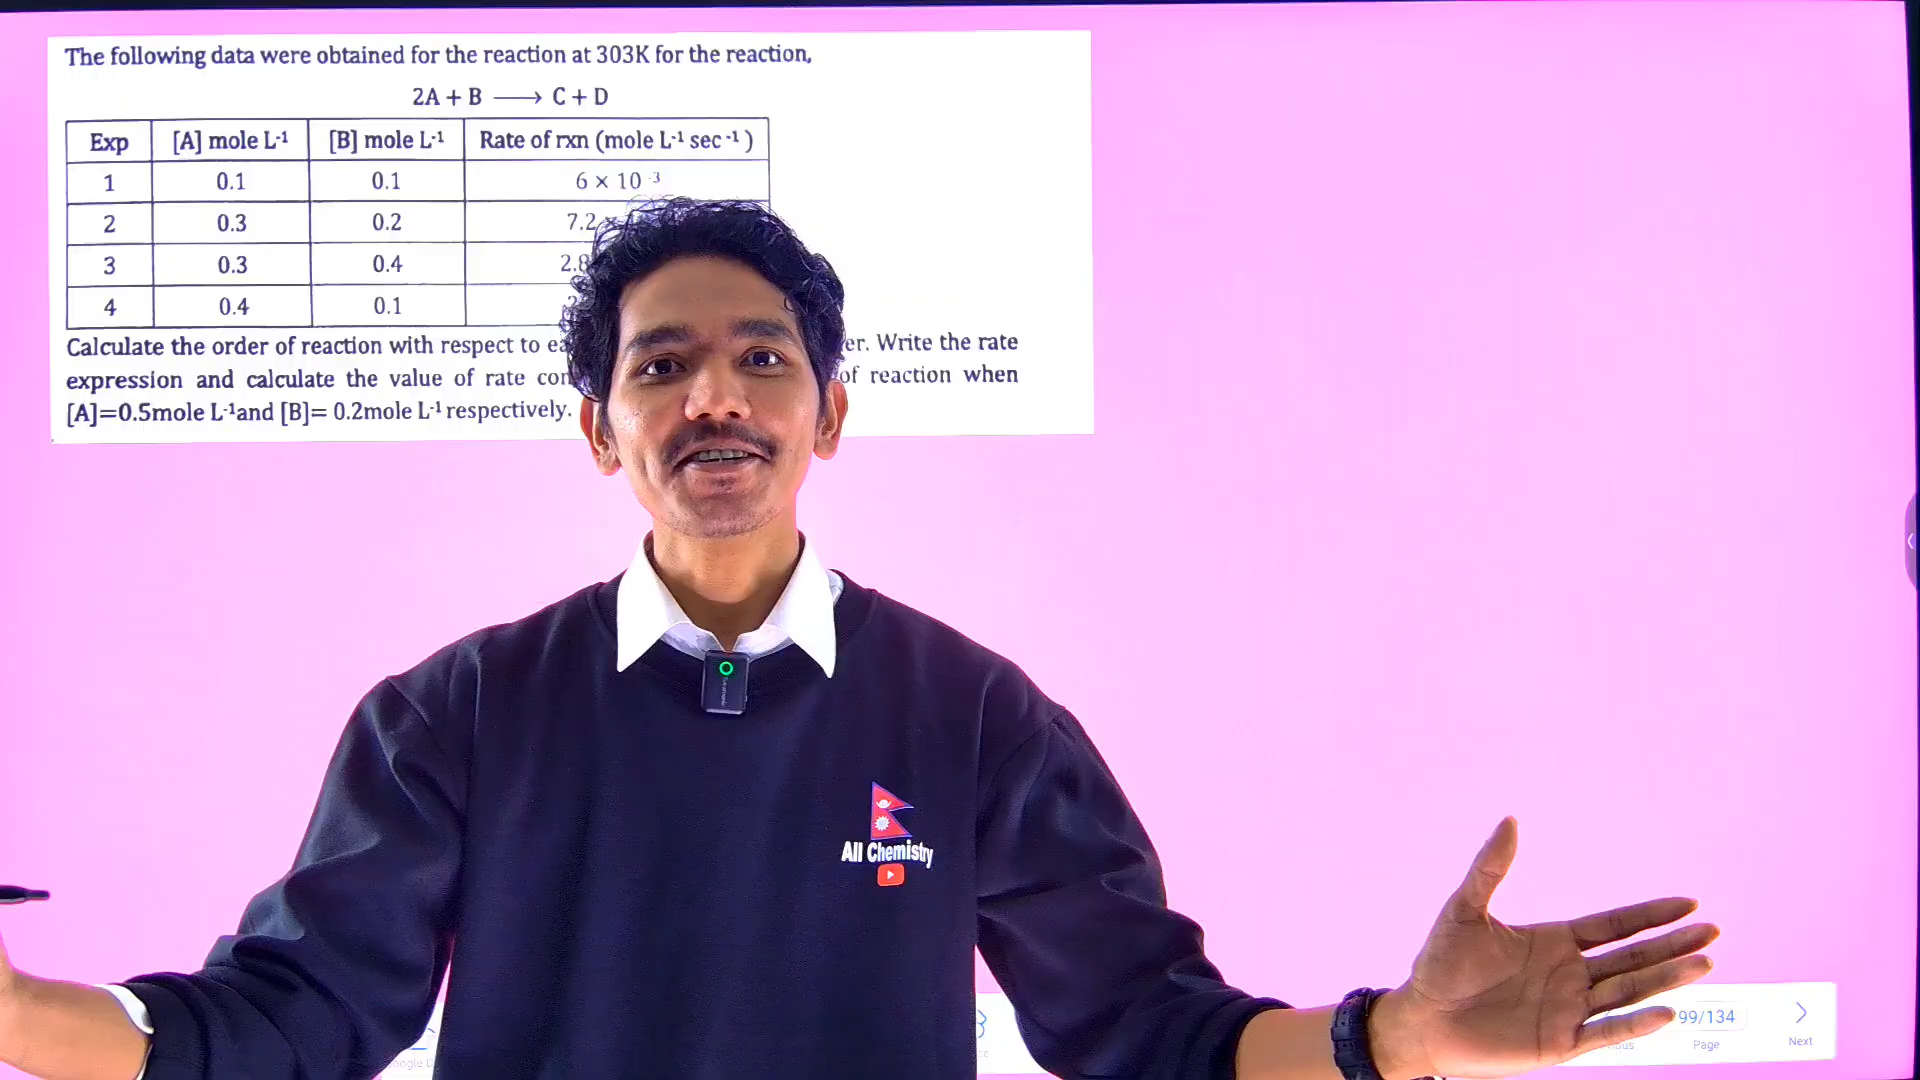 The following data were obtained for the reaction at 303K for the reaction,
2A + B ⟶ C + D
Exp [A] mole L⁻¹ [B] mole L⁻¹ Rate of rxn (mole L⁻¹ sec⁻¹)
1 0.1 0.1 6 × 10⁻³
2 0.3 0.2 7.2
3 0.3 0.4 2.8
4 0.4 0.1
Calculate the order of reaction with respect to Write the rate
expression and calculate the value of rate of reaction when
[A]=0.5mole L⁻¹and [B]= 0.2mole L⁻¹ respectively.
All Chemistry
99/134
Page
Next